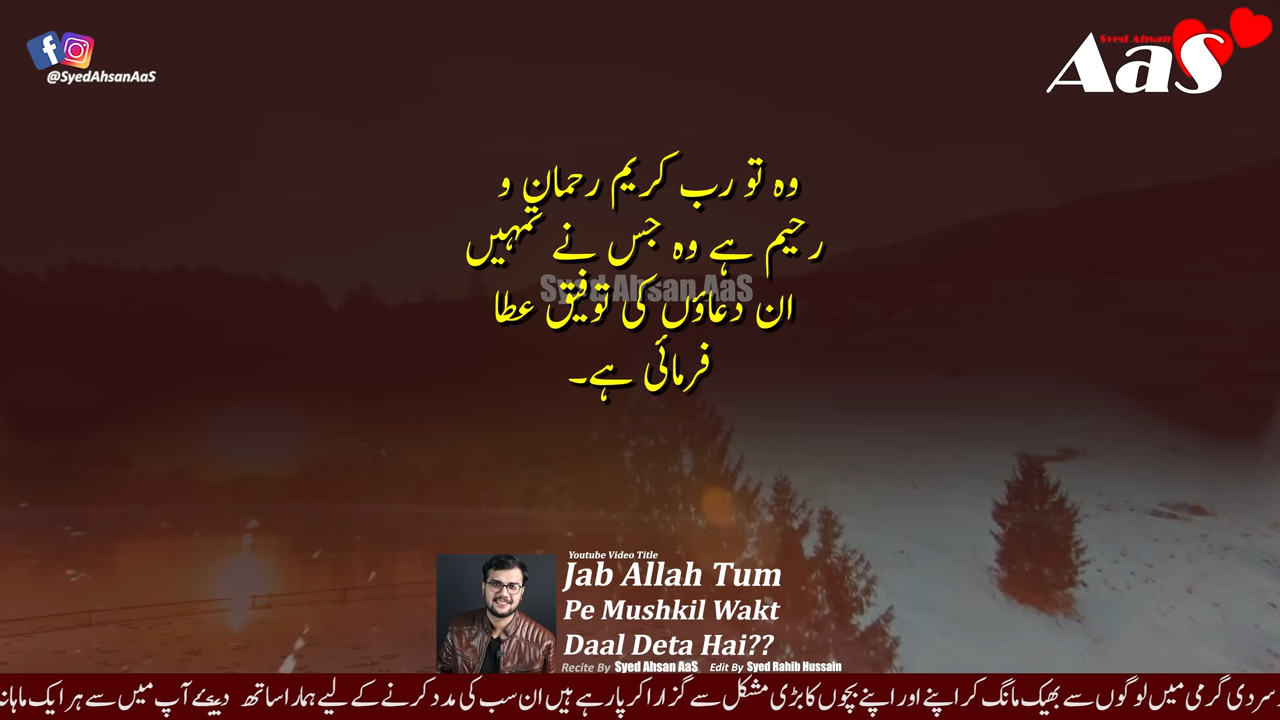 @SyedAhsanAaS
Syed Ahsan
AaS
وہ تو رب کریم رحمان و
رحیم ہے وہ جس نے تمہیں
Syed Ahsan AaS
ان دعاؤں کی توفیق عطا
فرمائی ہے۔
Youtube Video Title
Jab Allah Tum
Pe Mushkil Wakt
Daal Deta Hai??
Recite By Syed Ahsan AaS Edit By Syed Rahib Hussain
سردی گرمی میں لوگوں سے بھیک مانگ کر اپنے اور اپنے بچوں کا بڑی مشکل سے گزارا کر پا رہے ہیں ان سب کی مدد کرنے کے لیے ہمارا ساتھ دیجئے آپ میں سے ہر ایک